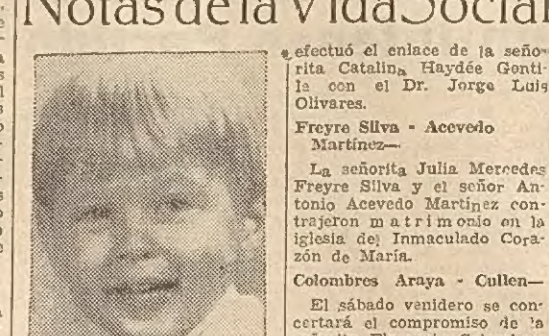 Notas de la Vida Social
efectuó el enlace de la seño-
rita Catalina Haydée Genti-
le con el Dr. Jorge Luis
Olivares.
Freyre Silva - Acevedo
Martínez—
La señorita Julia Mercedes
Freyre Silva y el señor An-
tonio Acevedo Martínez con-
trajeron matrimonio en la
iglesia del Inmaculado Cora-
zón de María.
Colombres Araya - Cullen—
El sábado venidero se con-
certará el compromiso de la